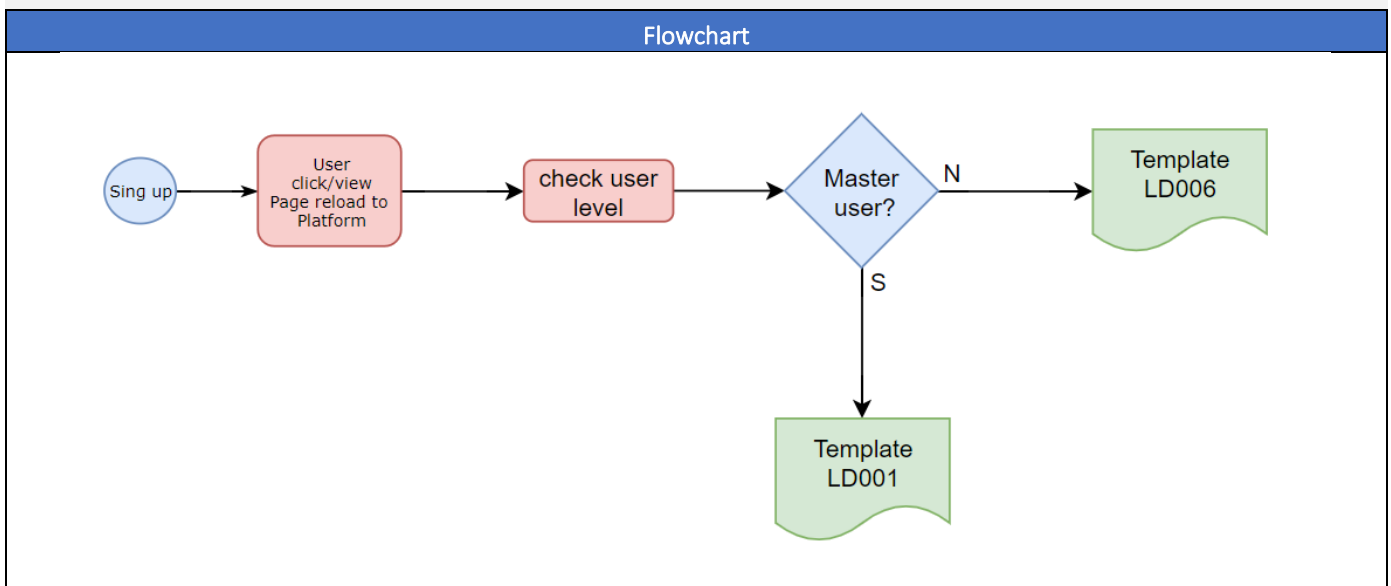 Flowchart
Sing up
User
click/view
Page reload to
Platform
check user
level
Master
user?
N
Template
LD006
S
Template
LD001